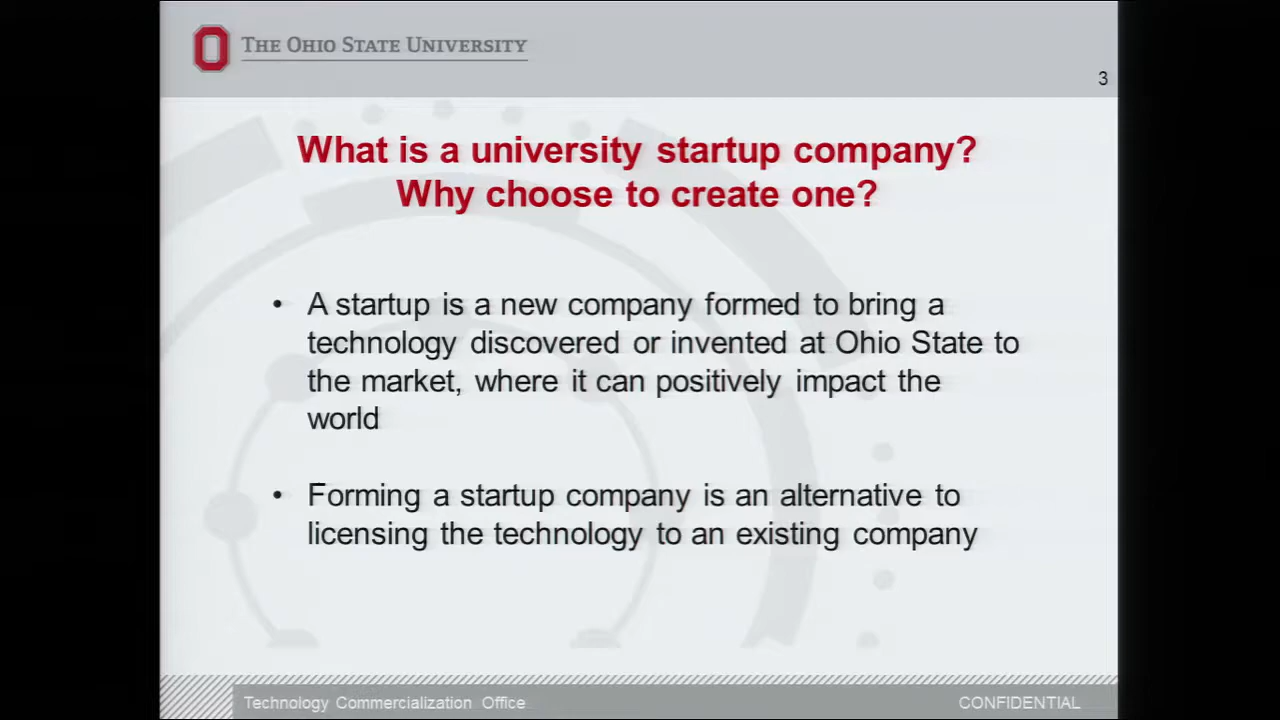 THE OHIO STATE UNIVERSITY
3
What is a university startup company?
Why choose to create one?
• A startup is a new company formed to bring a
technology discovered or invented at Ohio State to
the market, where it can positively impact the
world
• Forming a startup company is an alternative to
licensing the technology to an existing company
Technology Commercialization Office
CONFIDENTIAL